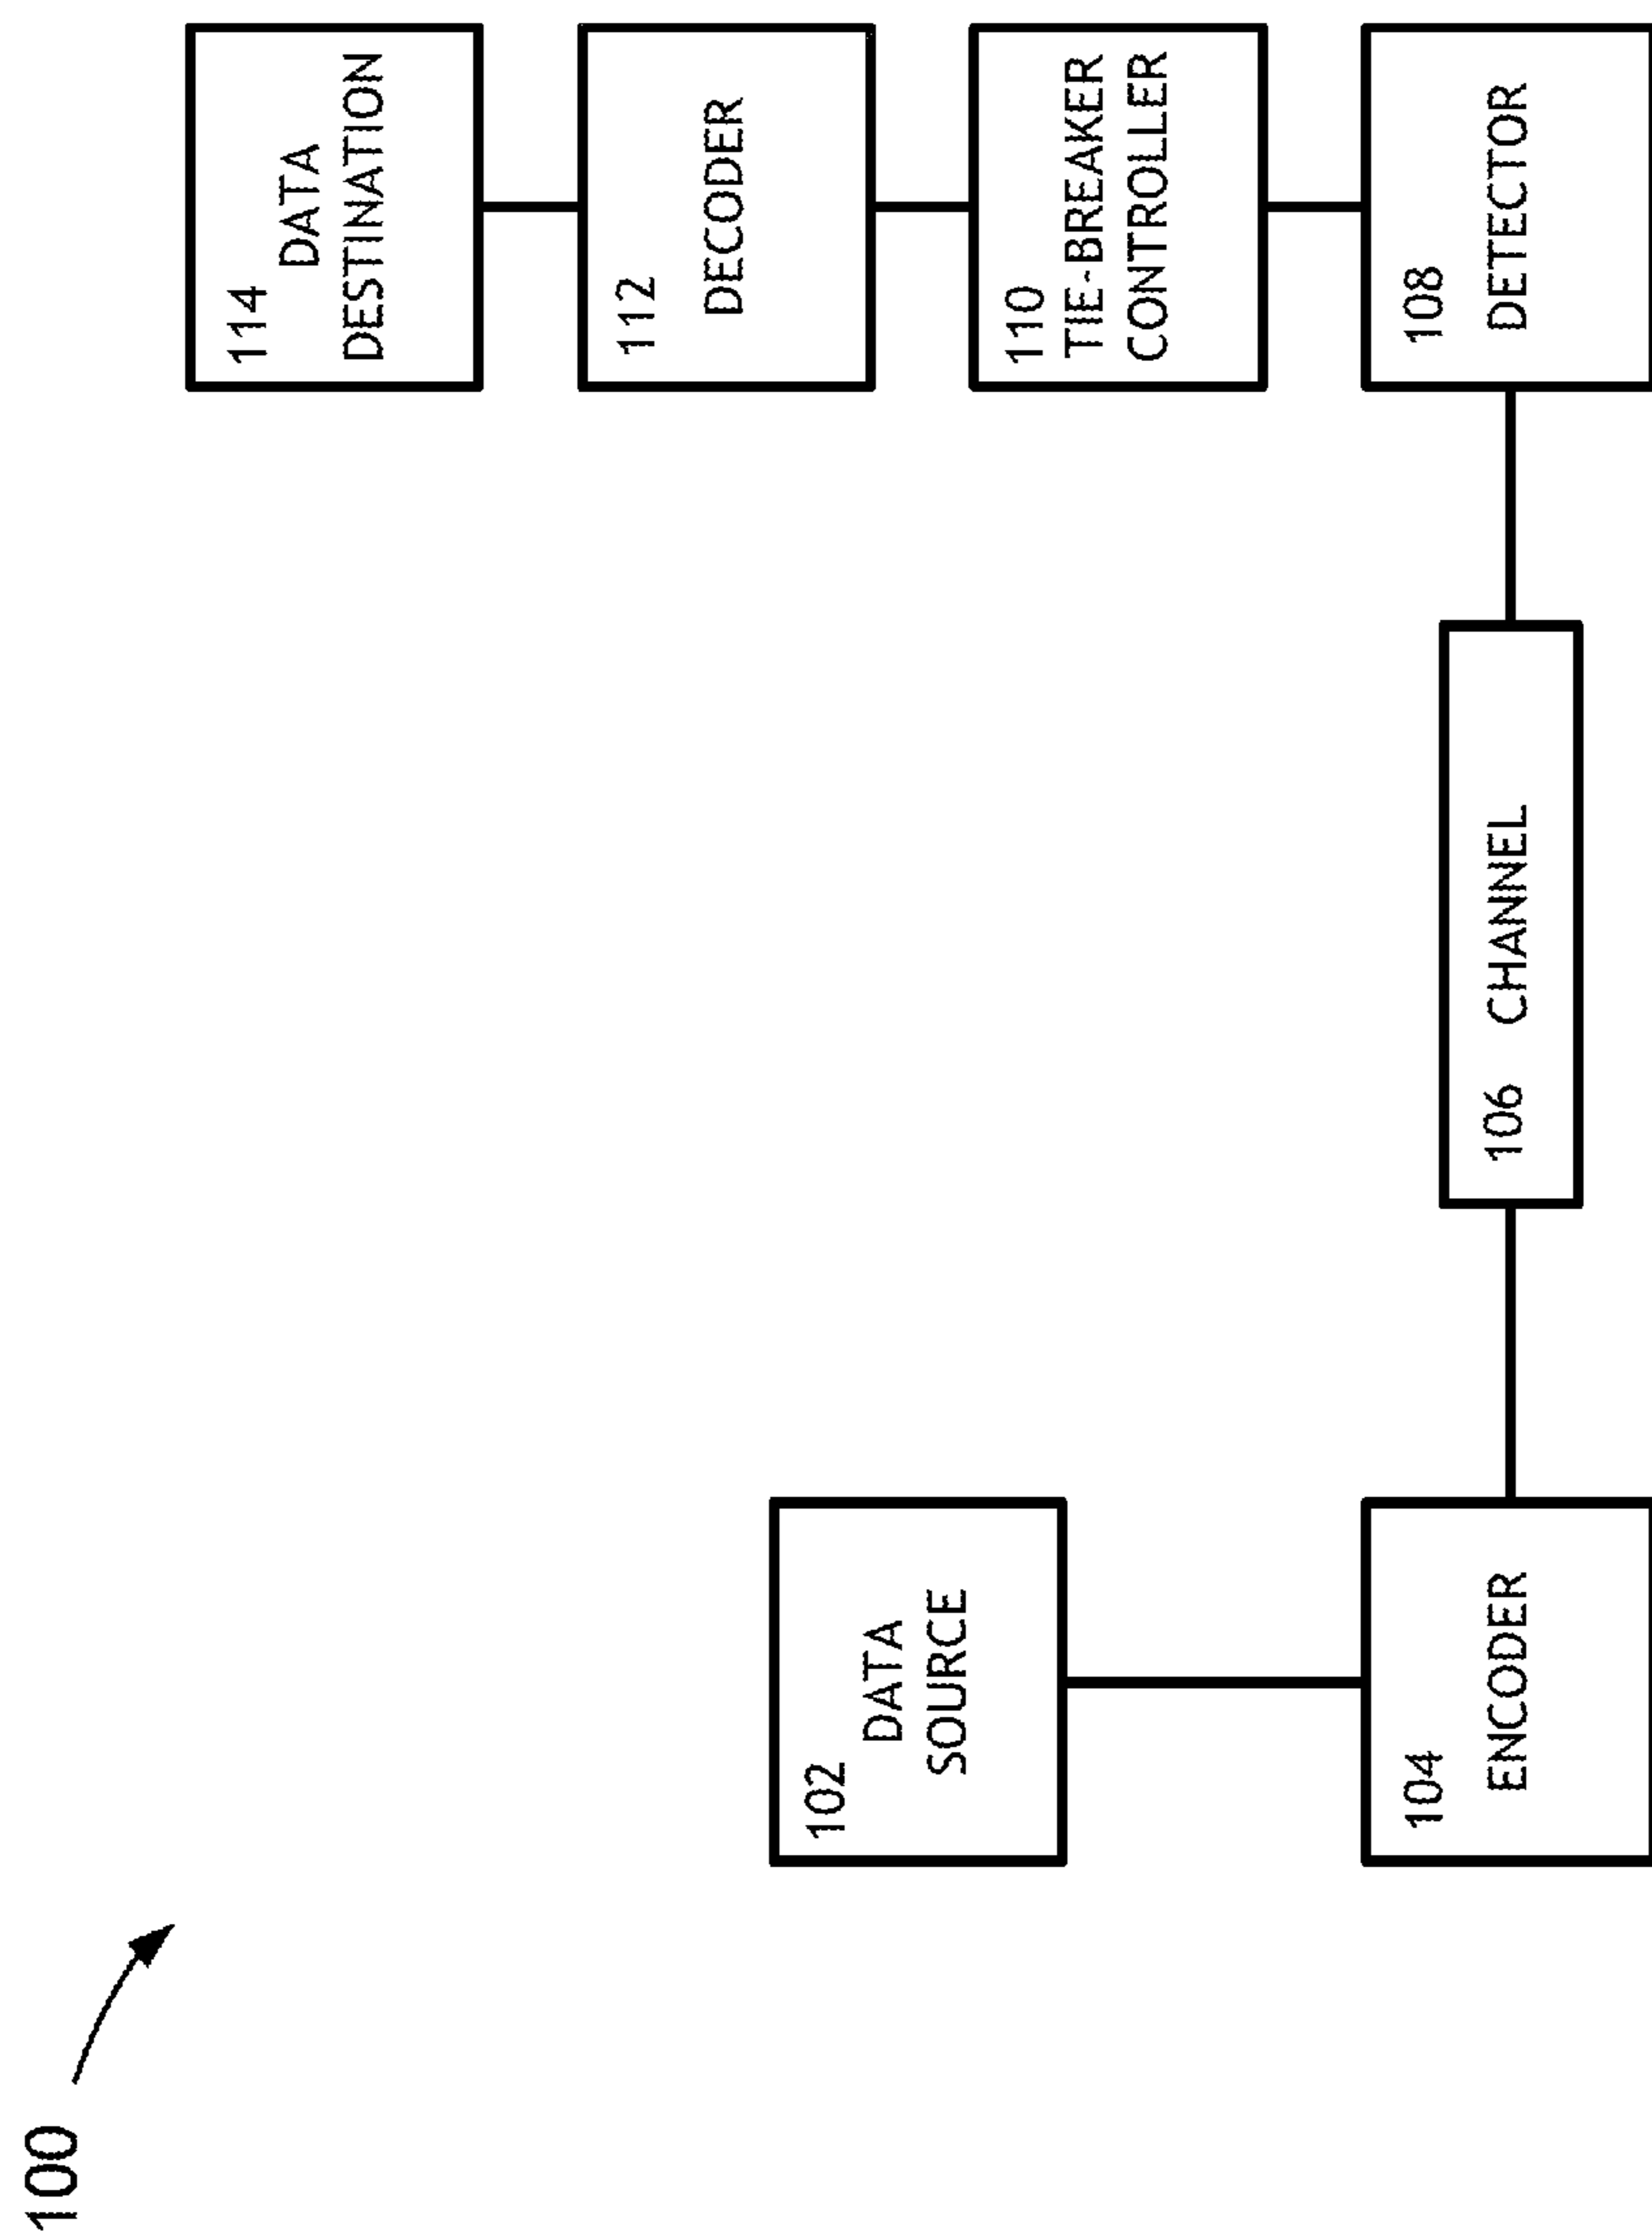 100
102
DATA
SOURCE
104
ENCODER
106 CHANNEL
114
DATA
DESTINATION
112
DECODER
110
TIE-BREAKER
CONTROLLER
108
DETECTOR